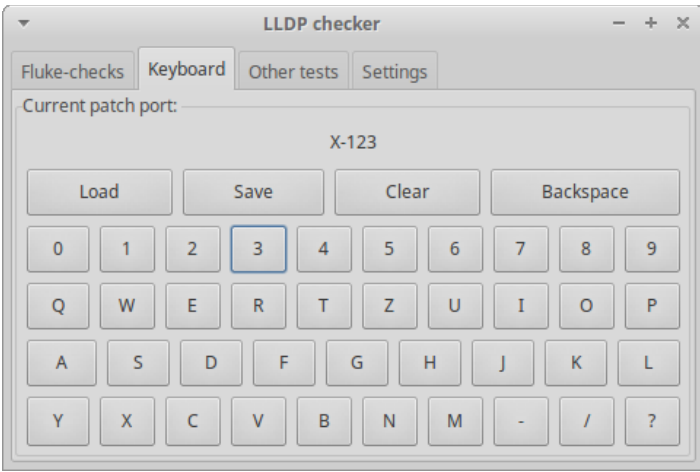 LLDP checker
Fluke-checks Keyboard Other tests Settings
Current patch port:
X-123
Load Save Clear Backspace
0 1 2 3 4 5 6 7 8 9
Q W E R T Z U I O P
A S D F G H J K L
Y X C V B N M - / ?